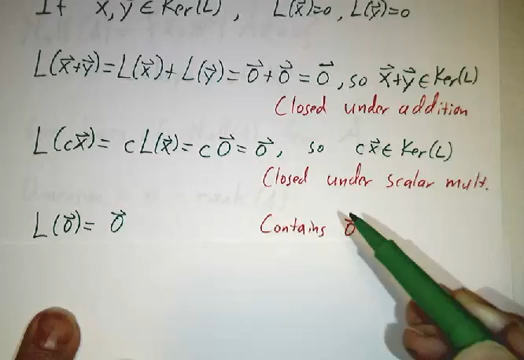 If x⃗, y⃗ ∈ Ker(L), L(x⃗)=0, L(y⃗)=0
L(x⃗+y⃗)=L(x⃗)+L(y⃗)=0⃗+0⃗=0⃗, so x⃗+y⃗∈Ker(L)
Closed under addition
L(cx⃗)= cL(x⃗)=c0⃗=0⃗, so cx⃗∈Ker(L)
Closed under scalar mult.
L(0⃗)= 0⃗ Contains 0⃗